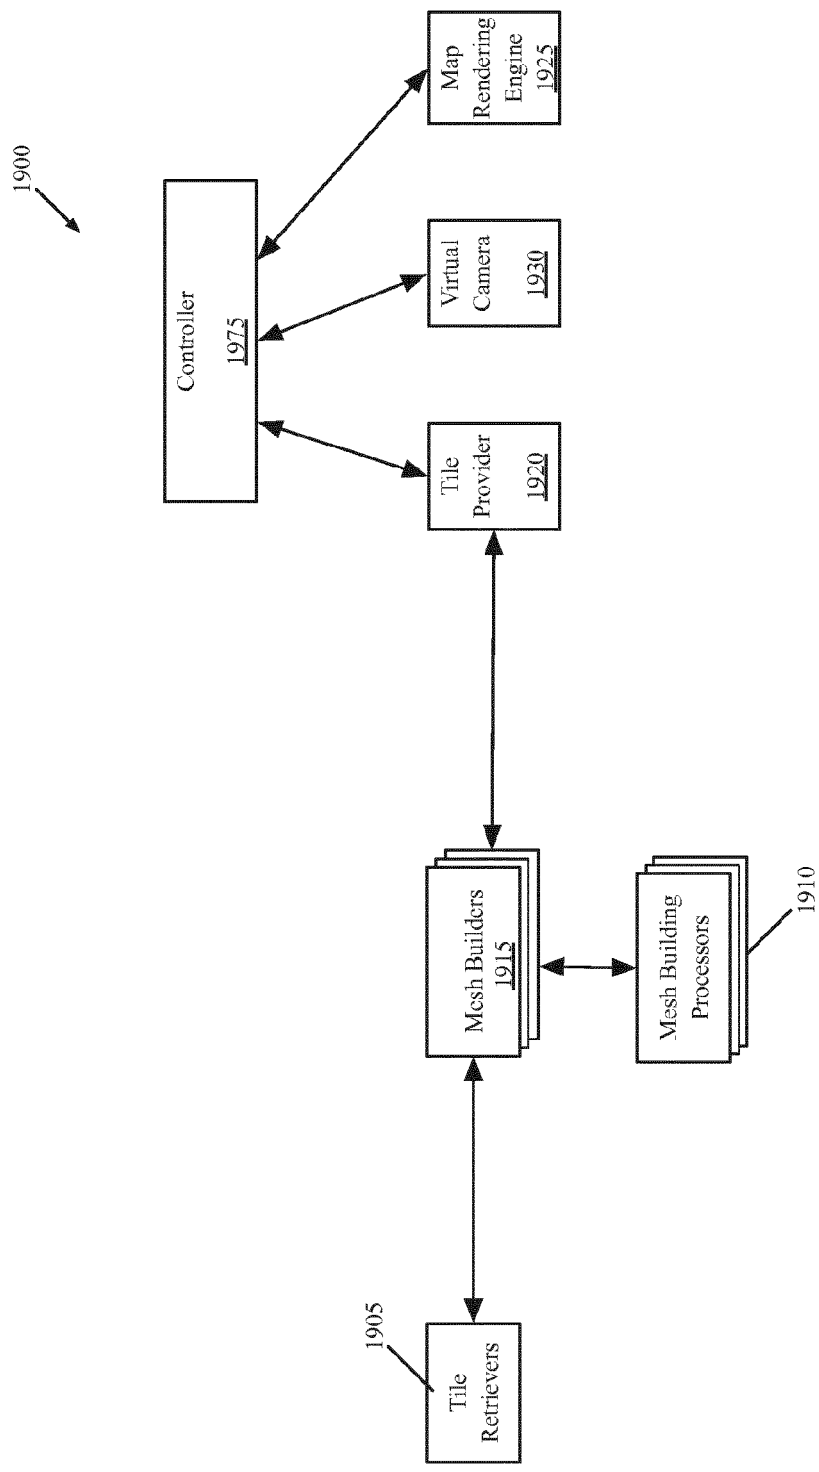 1900
Controller
1975
Tile
Retrievers
1905
Mesh Builders
1915
Mesh Building
Processors
1910
Tile
Provider
1920
Virtual
Camera
1930
Map
Rendering
Engine
1925